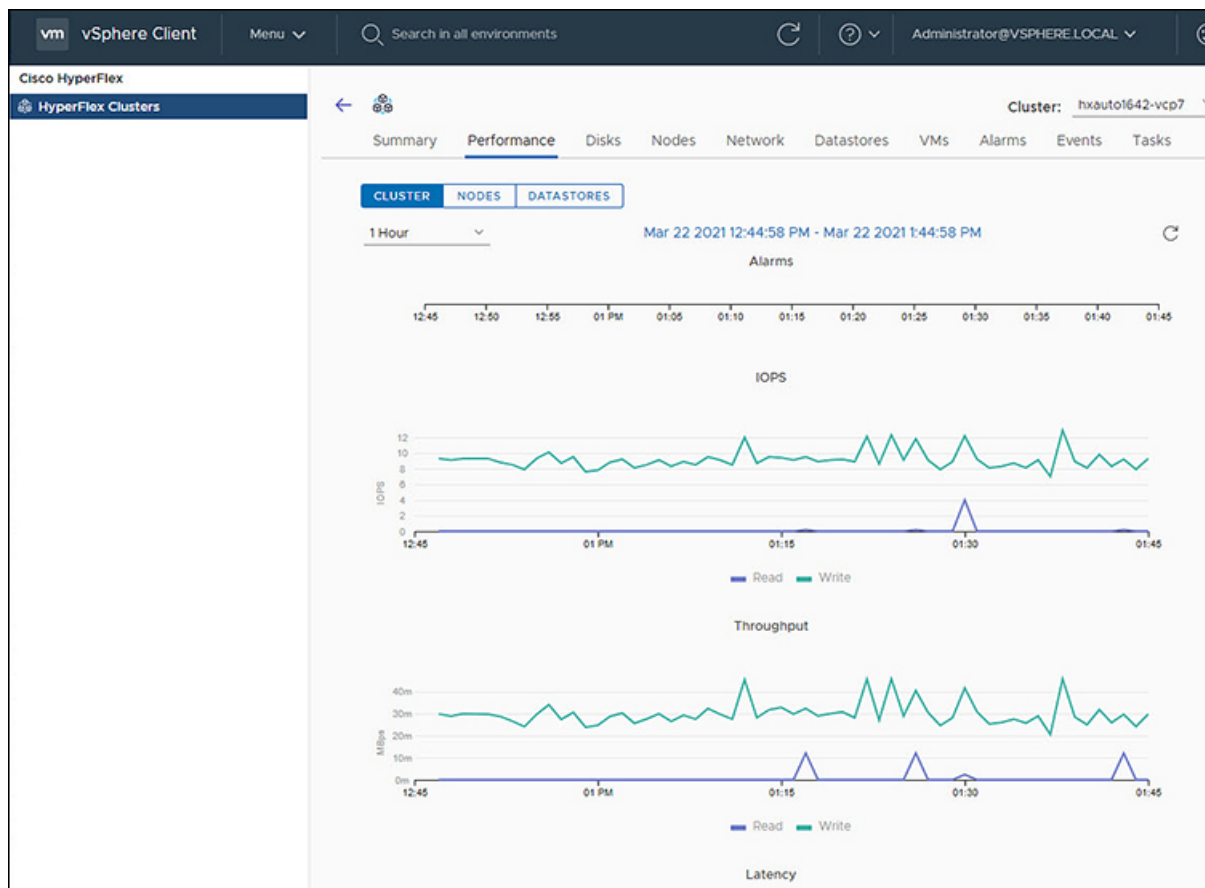 vm vSphere Client Menu Search in all environments Administrator@VSPHERE.LOCAL
Cisco HyperFlex
HyperFlex Clusters
Cluster: hxauto1642-vcp7
Summary Performance Disks Nodes Network Datastores VMs Alarms Events Tasks
CLUSTER NODES DATASTORES
1 Hour Mar 22 2021 12:44:58 PM - Mar 22 2021 1:44:58 PM
Alarms
12:45 12:50 12:55 01 PM 01:05 01:10 01:15 01:20 01:25 01:30 01:35 01:40 01:45
IOPS
12
10
8
6
4
2
0
IOPS
12:45 01 PM 01:15 01:30 01:45
Read Write
Throughput
40m
30m
20m
10m
0m
MBps
12:45 01 PM 01:15 01:30 01:45
Read Write
Latency